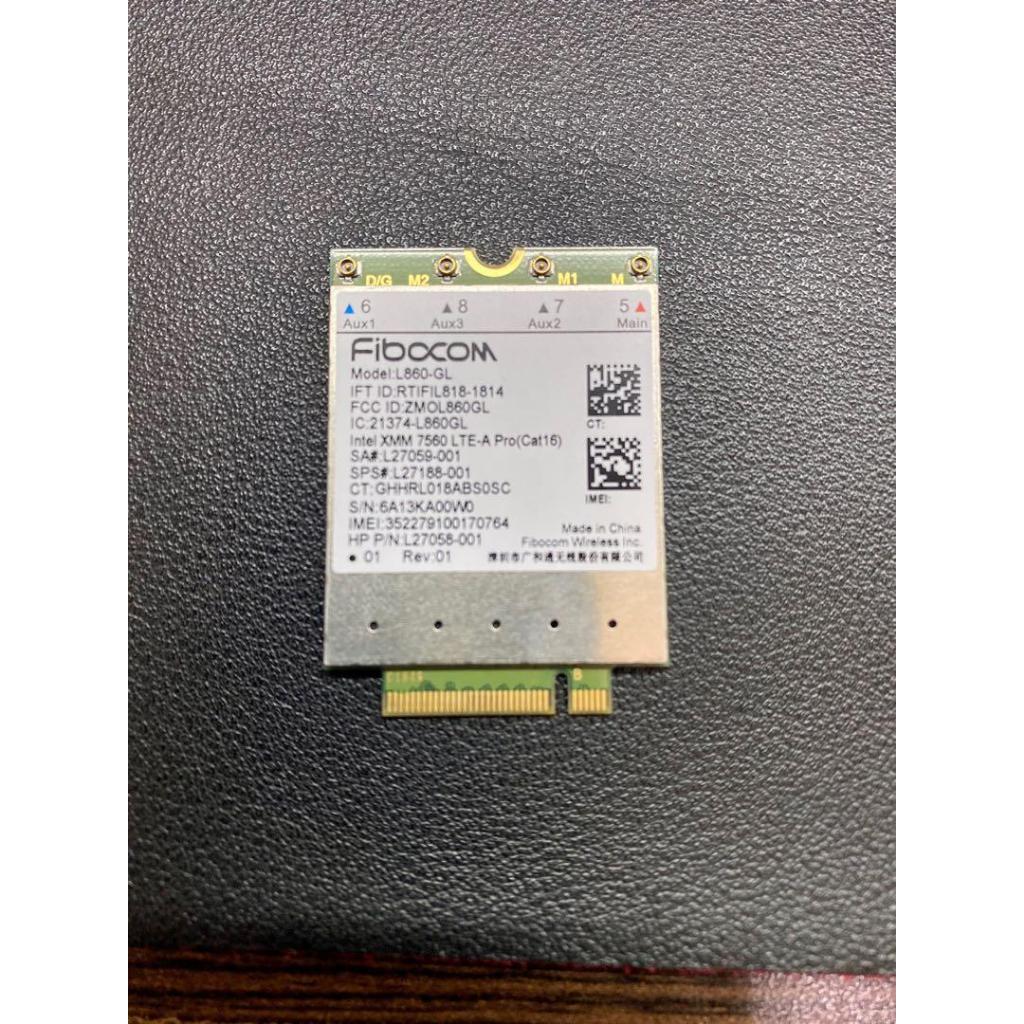 D/G M2 M1 M
▲ 6 ▲ 8 ▲ 7 5 ▲
Aux1 Aux3 Aux2 Main
Fibocom
Model:L860-GL
IFT ID:RTIFIL818-1814
FCC ID:ZMOL860GL
IC:21374-L860GL
CT:
Intel XMM 7560 LTE-A Pro(Cat16)
SA#:L27059-001
SPS#:L27188-001
CT:GHHRL018ABS0SC
IMEI:
S/N:6A13KA00W0
IMEI:352279100170764
Made in China
HP P/N:L27058-001
Fibocom Wireless Inc.
● 01 Rev:01
深圳市广和通无线股份有限公司
B